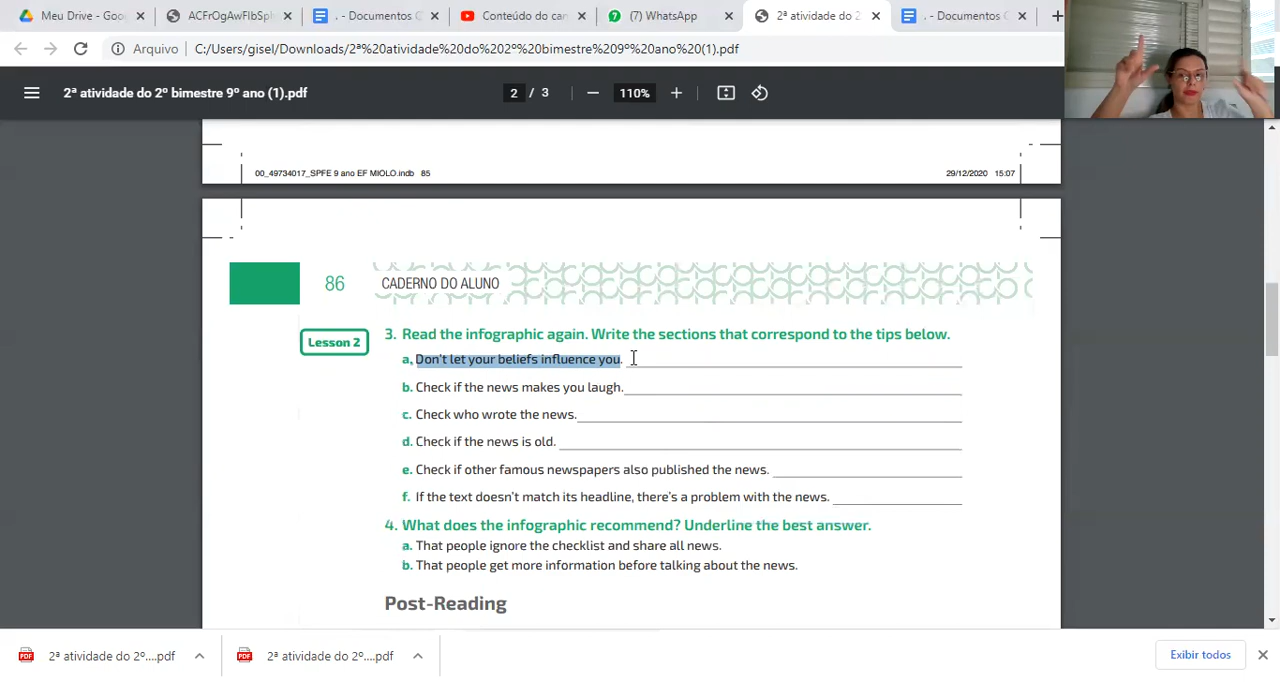 Meu Drive - Goo
ACFrOgAwFIbSpl
. - Documentos G
Conteúdo do can
(7) WhatsApp
2ª atividade do 2
. - Documentos G
Arquivo
C:/Users/gisel/Downloads/2ª%20atividade%20do%202º%20bimestre%209º%20ano%20(1).pdf
2ª atividade do 2º bimestre 9º ano (1).pdf
2 / 3
110%
00_49734017_SPFE 9 ano EF MIOLO.indb 85
29/12/2020 15:07
86
CADERNO DO ALUNO
Lesson 2
3. Read the infographic again. Write the sections that correspond to the tips below.
a. Don't let your beliefs influence you.
b. Check if the news makes you laugh.
c. Check who wrote the news.
d. Check if the news is old.
e. Check if other famous newspapers also published the news.
f. If the text doesn't match its headline, there's a problem with the news.
4. What does the infographic recommend? Underline the best answer.
a. That people ignore the checklist and share all news.
b. That people get more information before talking about the news.
Post-Reading
2ª atividade do 2º....pdf
2ª atividade do 2º....pdf
Exibir todos